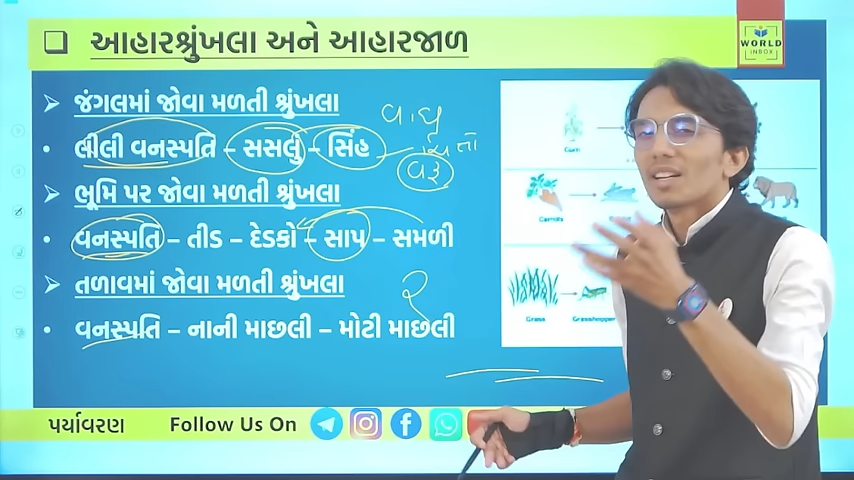 આહારશ્રુંખલા અને આહારજાળ
WORLD
INBOX
જંગલમાં જોવા મળતી શ્રુંખલા
વાઘ
લીલી વનસ્પતિ – સસલું – સિંહ
વરૂ
ભૂમિ પર જોવા મળતી શ્રુંખલા
વનસ્પતિ – તીડ – દેડકો – સાપ – સમળી
તળાવમાં જોવા મળતી શ્રુંખલા
વનસ્પતિ – નાની માછલી – મોટી માછલી
Corn
Carrots
Grass
Grasshopper
પર્યાવરણ
Follow Us On